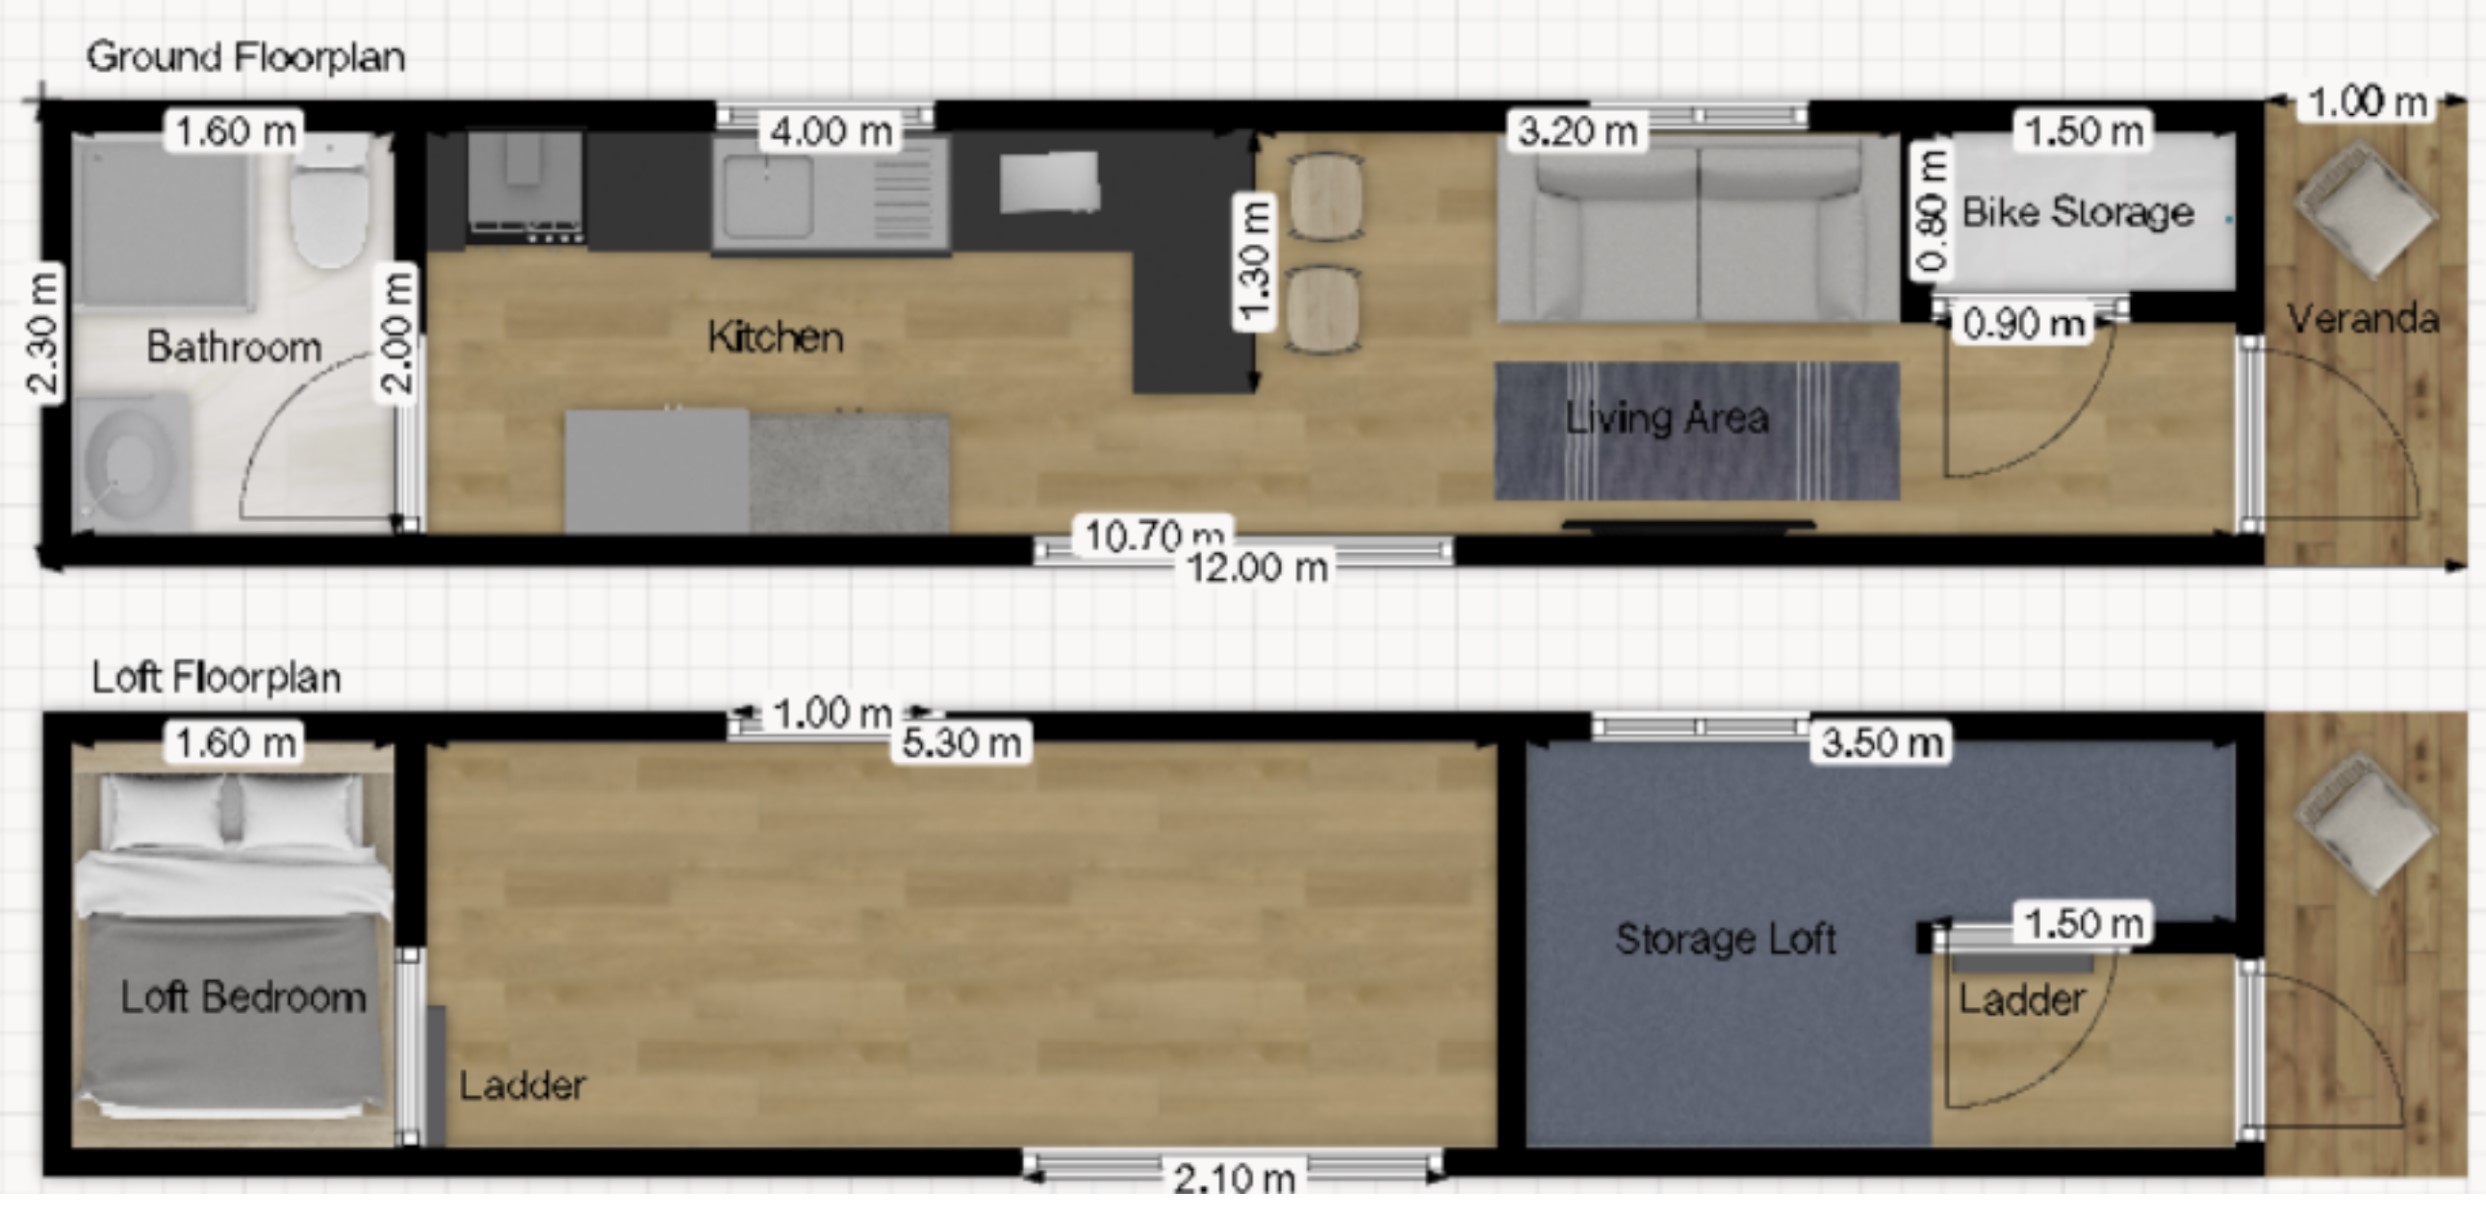 Ground Floorplan
1.00 m
1.60 m
4.00 m
3.20 m
1.50 m
0.80 m
Bike Storage
1.30 m
2.30 m
2.00 m
Bathroom
Kitchen
0.90 m
Veranda
Living Area
10.70 m
12.00 m
Loft Floorplan
1.00 m
1.60 m
5.30 m
3.50 m
1.50 m
Storage Loft
Loft Bedroom
Ladder
Ladder
2.10 m